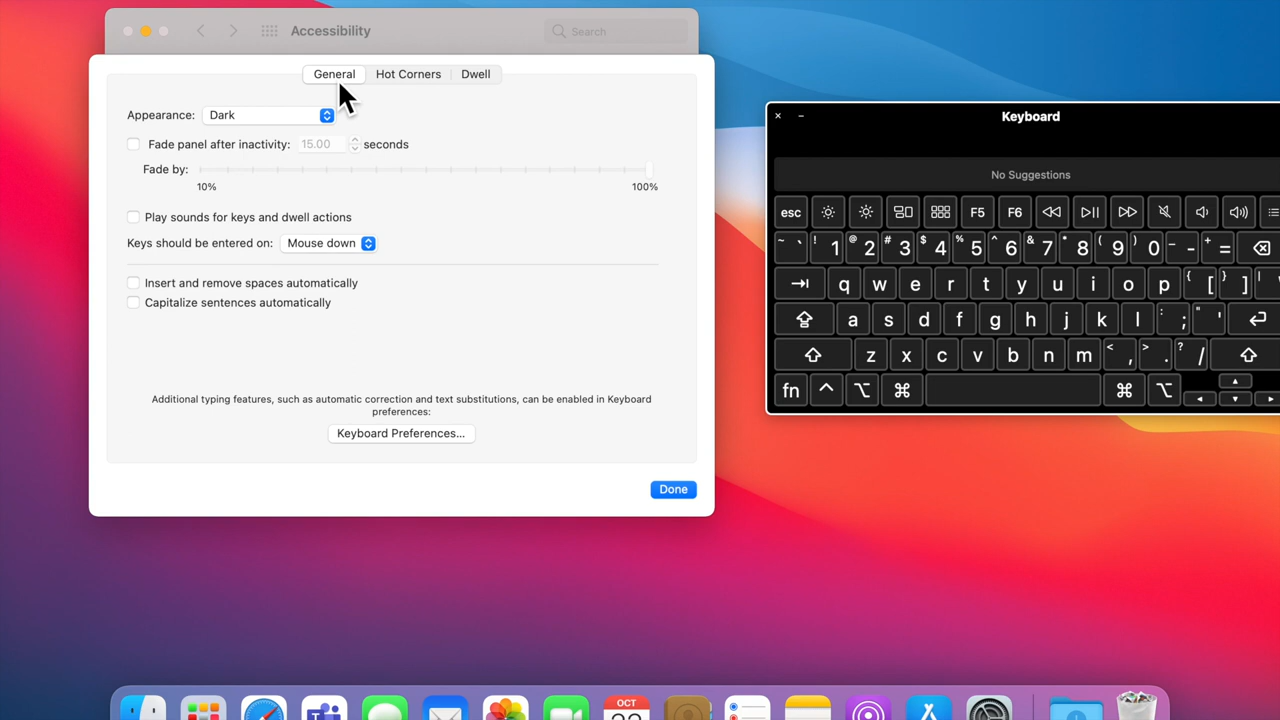 Accessibility
Search
General
Hot Corners
Dwell
Appearance: Dark
Fade panel after inactivity: 15.00 seconds
Fade by:
10% 100%
Play sounds for keys and dwell actions
Keys should be entered on: Mouse down
Insert and remove spaces automatically
Capitalize sentences automatically
Additional typing features, such as automatic correction and text substitutions, can be enabled in Keyboard
preferences:
Keyboard Preferences...
Done
Keyboard
No Suggestions
esc F5 F6
~ ` ! 1 @ 2 # 3 $ 4 % 5 ^ 6 & 7 * 8 ( 9 ) 0 _ - + =
q w e r t y u i o p { [ } ] |
a s d f g h j k l : ; " '
z x c v b n m < , > . ? /
fn ^ ⌥ ⌘ ⌘ ⌥
OCT